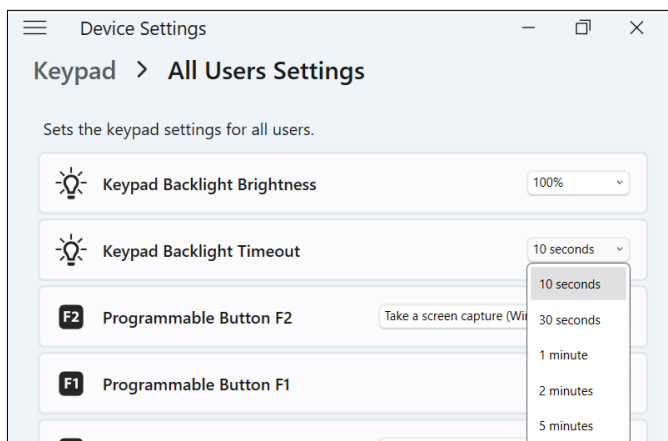 Device Settings
Keypad > All Users Settings
Sets the keypad settings for all users.
Keypad Backlight Brightness
100%
Keypad Backlight Timeout
10 seconds
10 seconds
30 seconds
1 minute
2 minutes
5 minutes
F2 Programmable Button F2
Take a screen capture (Wi
F1 Programmable Button F1